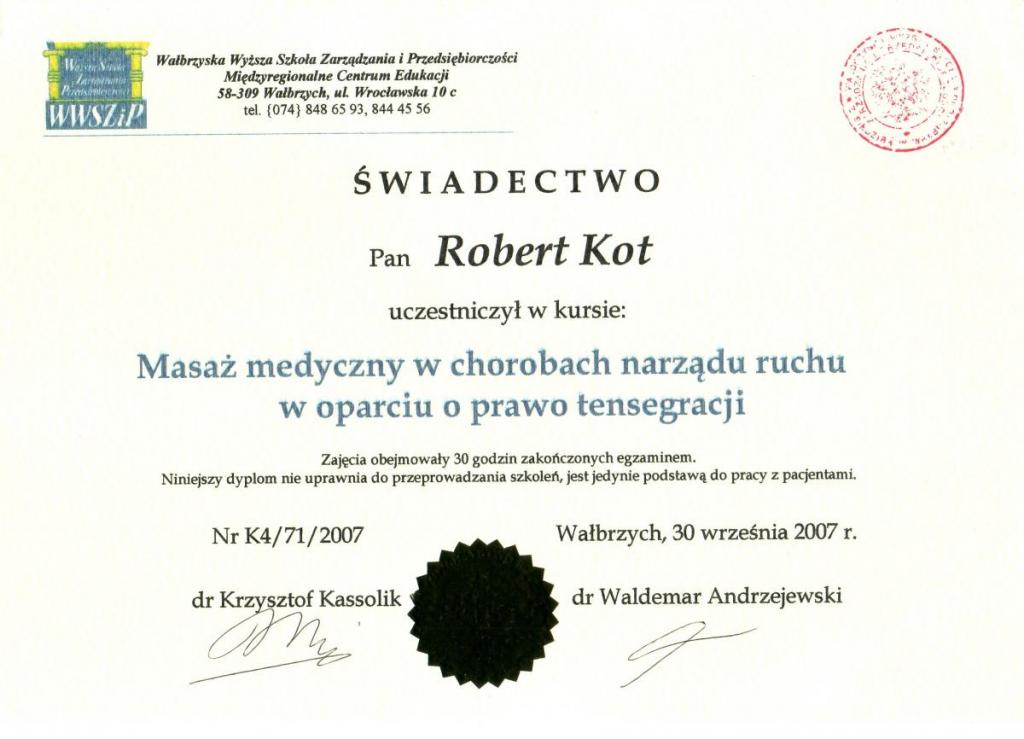 Wałbrzyska Wyższa Szkoła Zarządzania i Przedsiębiorczości
Międzyregionalne Centrum Edukacji
58-309 Wałbrzych, ul. Wrocławska 10 c
tel. {074} 848 65 93, 844 45 56
WWSZiP
ŚWIADECTWO
Pan Robert Kot
uczestniczył w kursie:
Masaż medyczny w chorobach narządu ruchu
w oparciu o prawo tensegracji
Zajęcia obejmowały 30 godzin zakończonych egzaminem.
Niniejszy dyplom nie uprawnia do przeprowadzania szkoleń, jest jedynie podstawą do pracy z pacjentami.
Nr K4/71/2007
Wałbrzych, 30 września 2007 r.
dr Krzysztof Kassolik
dr Waldemar Andrzejewski